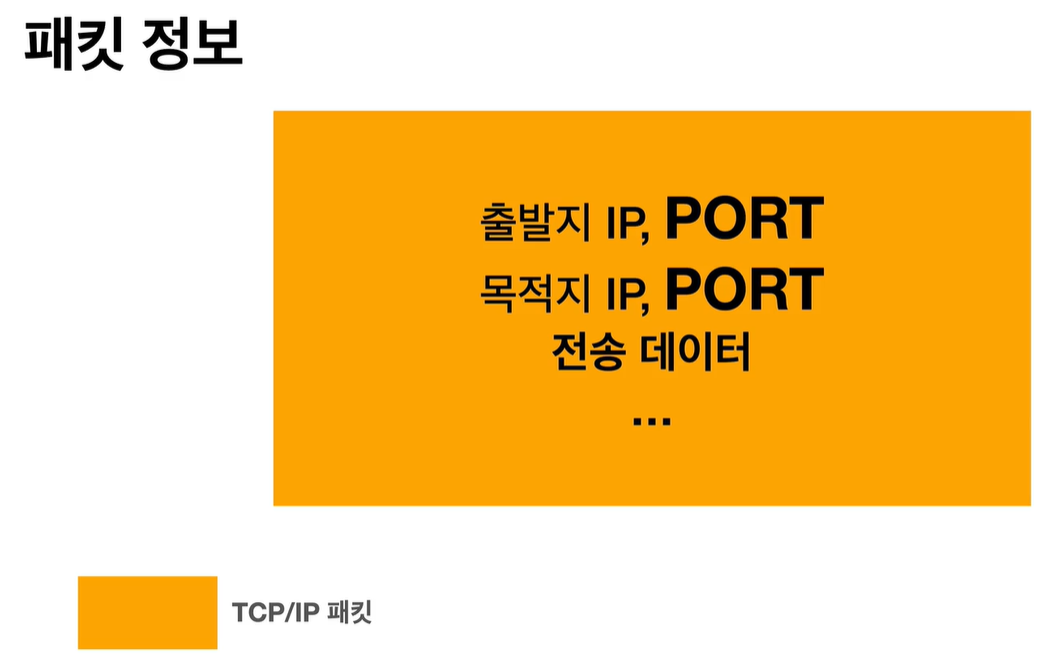 패킷 정보
출발지 IP, PORT
목적지 IP, PORT
전송 데이터
...
TCP/IP 패킷